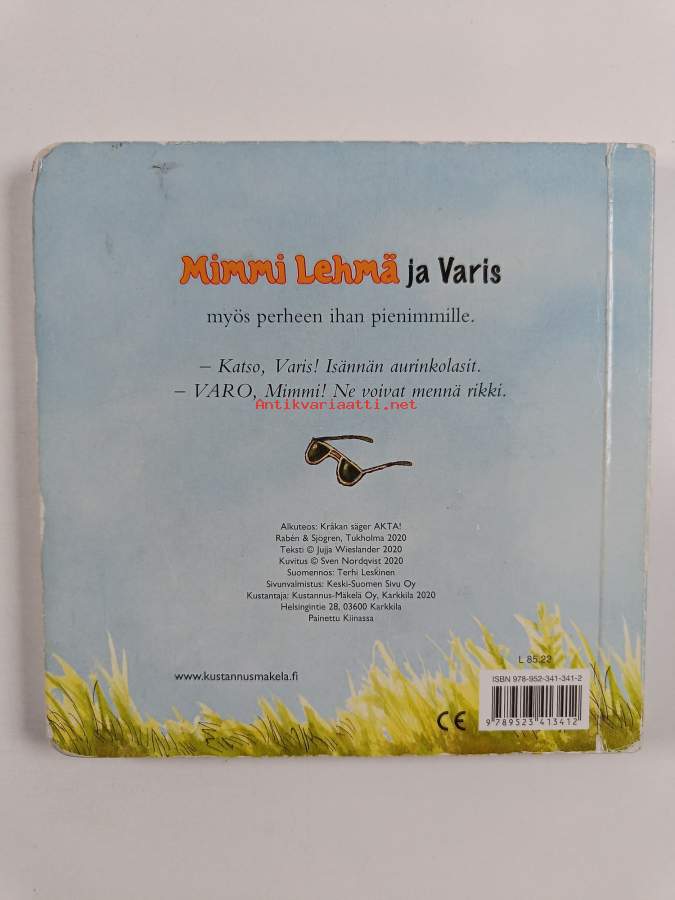 Mimmi Lehmä ja Varis
myös perheen ihan pienimmille.
– Katso, Varis! Isännän aurinkolasit.
– VARO, Mimmi! Ne voivat mennä rikki.
Antikvariaatti.net
Alkuteos: Kråkan säger AKTA!
Rabén & Sjögren, Tukholma 2020
Teksti © Jujja Wieslander 2020
Kuvitus © Sven Nordqvist 2020
Suomennos: Terhi Leskinen
Sivunvalmistus: Keski-Suomen Sivu Oy
Kustantaja: Kustannus-Mäkelä Oy, Karkkila 2020
Helsingintie 28, 03600 Karkkila
Painettu Kiinassa
L 85.22
www.kustannusmakela.fi
ISBN 978-952-341-341-2
CE
9 789523 413412